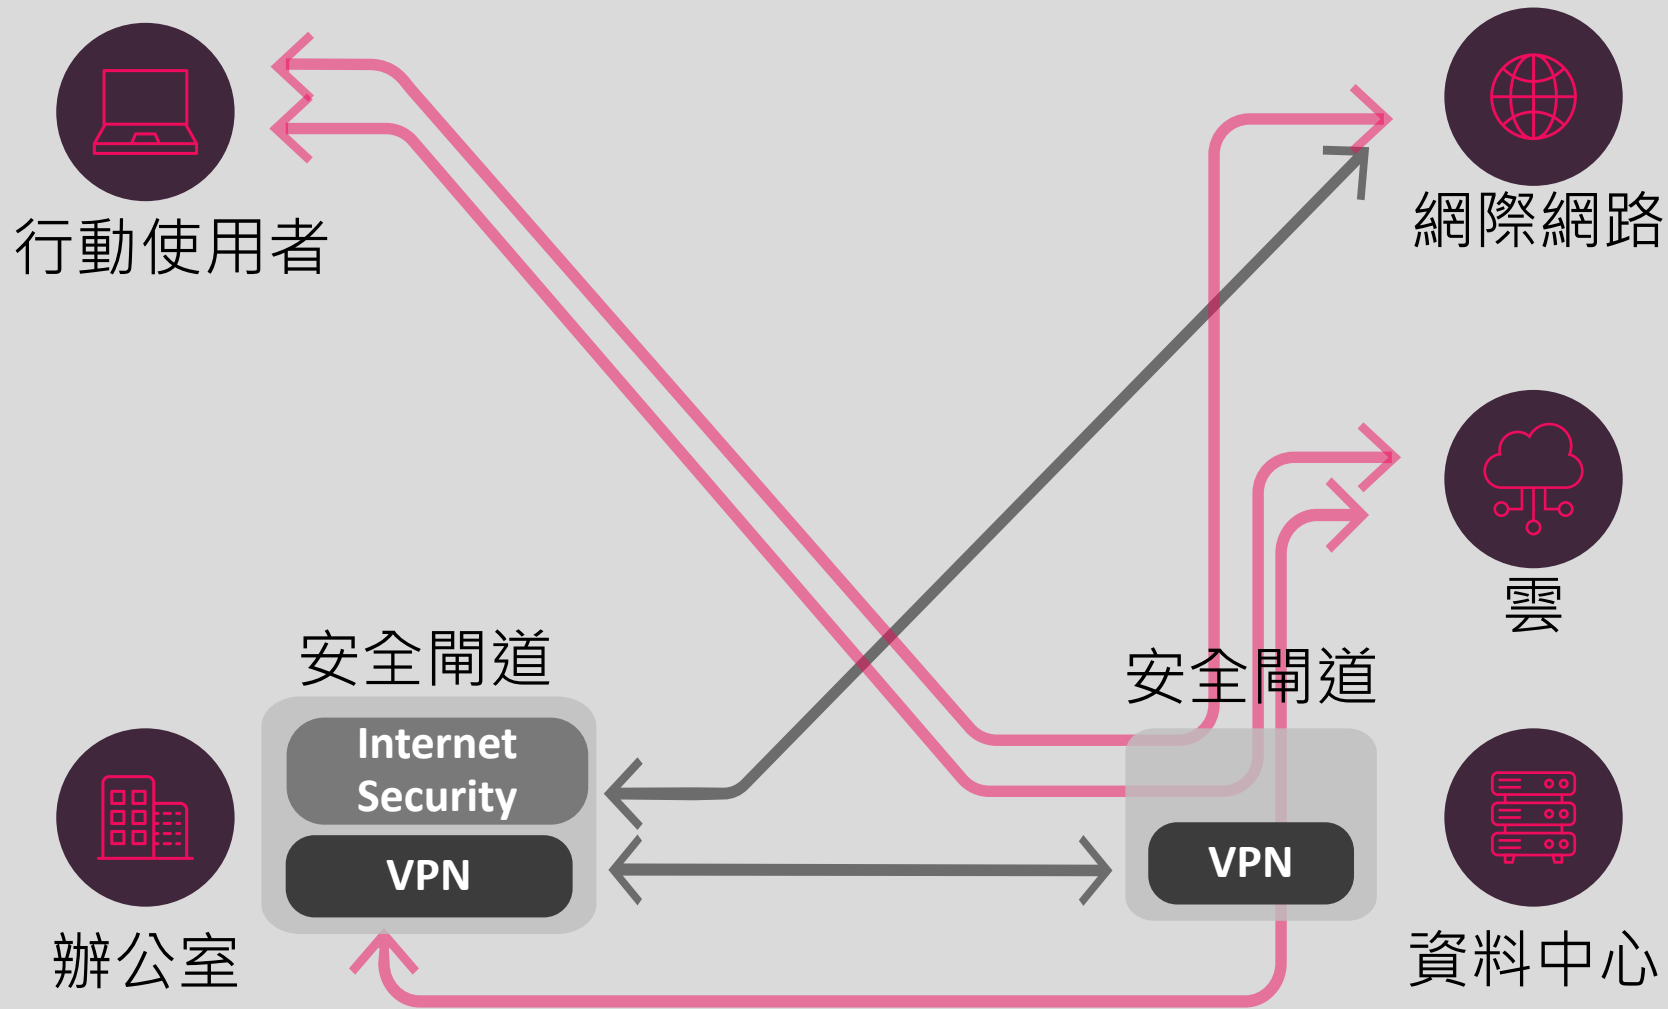 行動使用者
網際網路
雲
安全閘道
安全閘道
Internet
Security
VPN
VPN
辦公室
資料中心